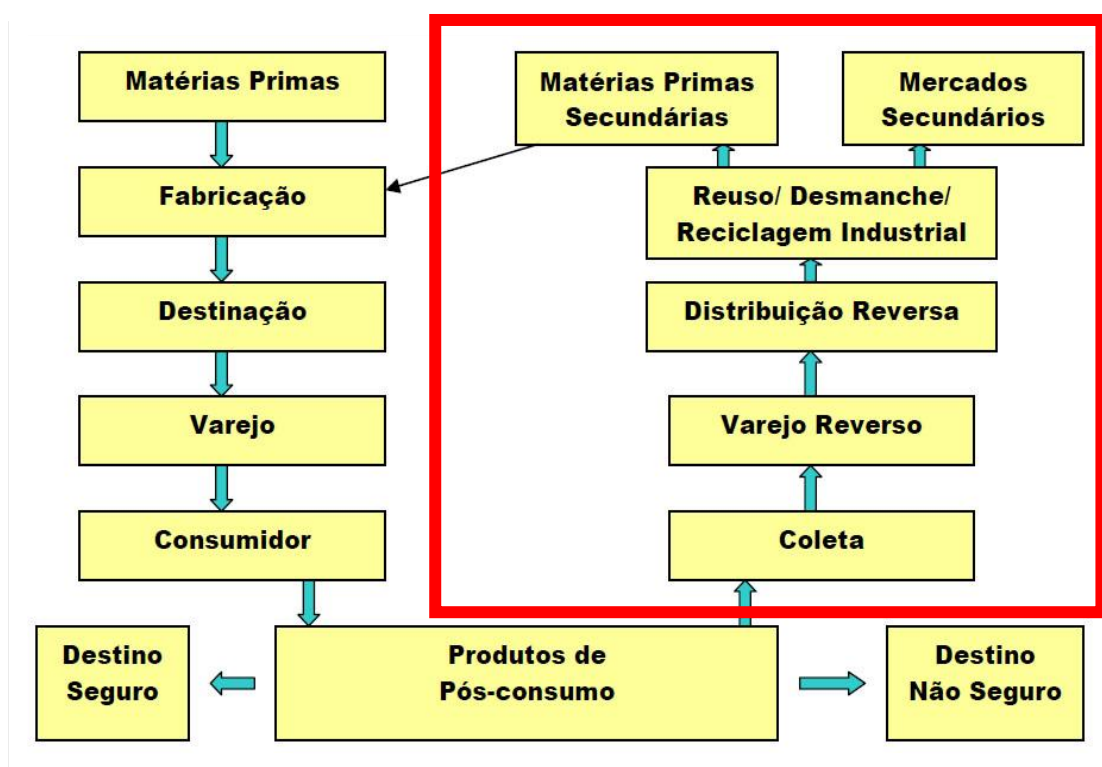 Matérias Primas
Fabricação
Destinação
Varejo
Consumidor
Matérias Primas
Secundárias
Mercados
Secundários
Reuso/ Desmanche/
Reciclagem Industrial
Distribuição Reversa
Varejo Reverso
Coleta
Destino
Seguro
Produtos de
Pós-consumo
Destino
Não Seguro